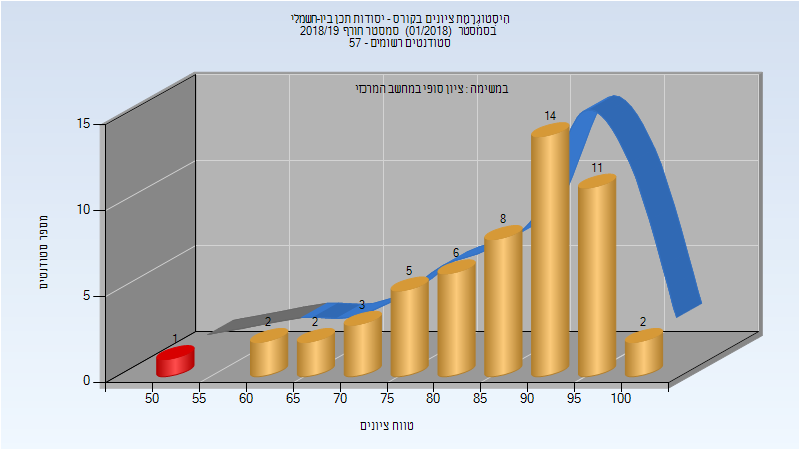 היסטוגרמת ציונים בקורס - יסודות תכן ביו-חשמלי
בסמסטר (01/2018) סמסטר חורף 2018/19
סטודנטים רשומים - 57
במשימה : ציון סופי במחשב המרכזי
מספר סטודנטים
15
10
5
0
1
2
2
3
5
6
8
14
11
2
50 55 60 65 70 75 80 85 90 95 100
טווח ציונים